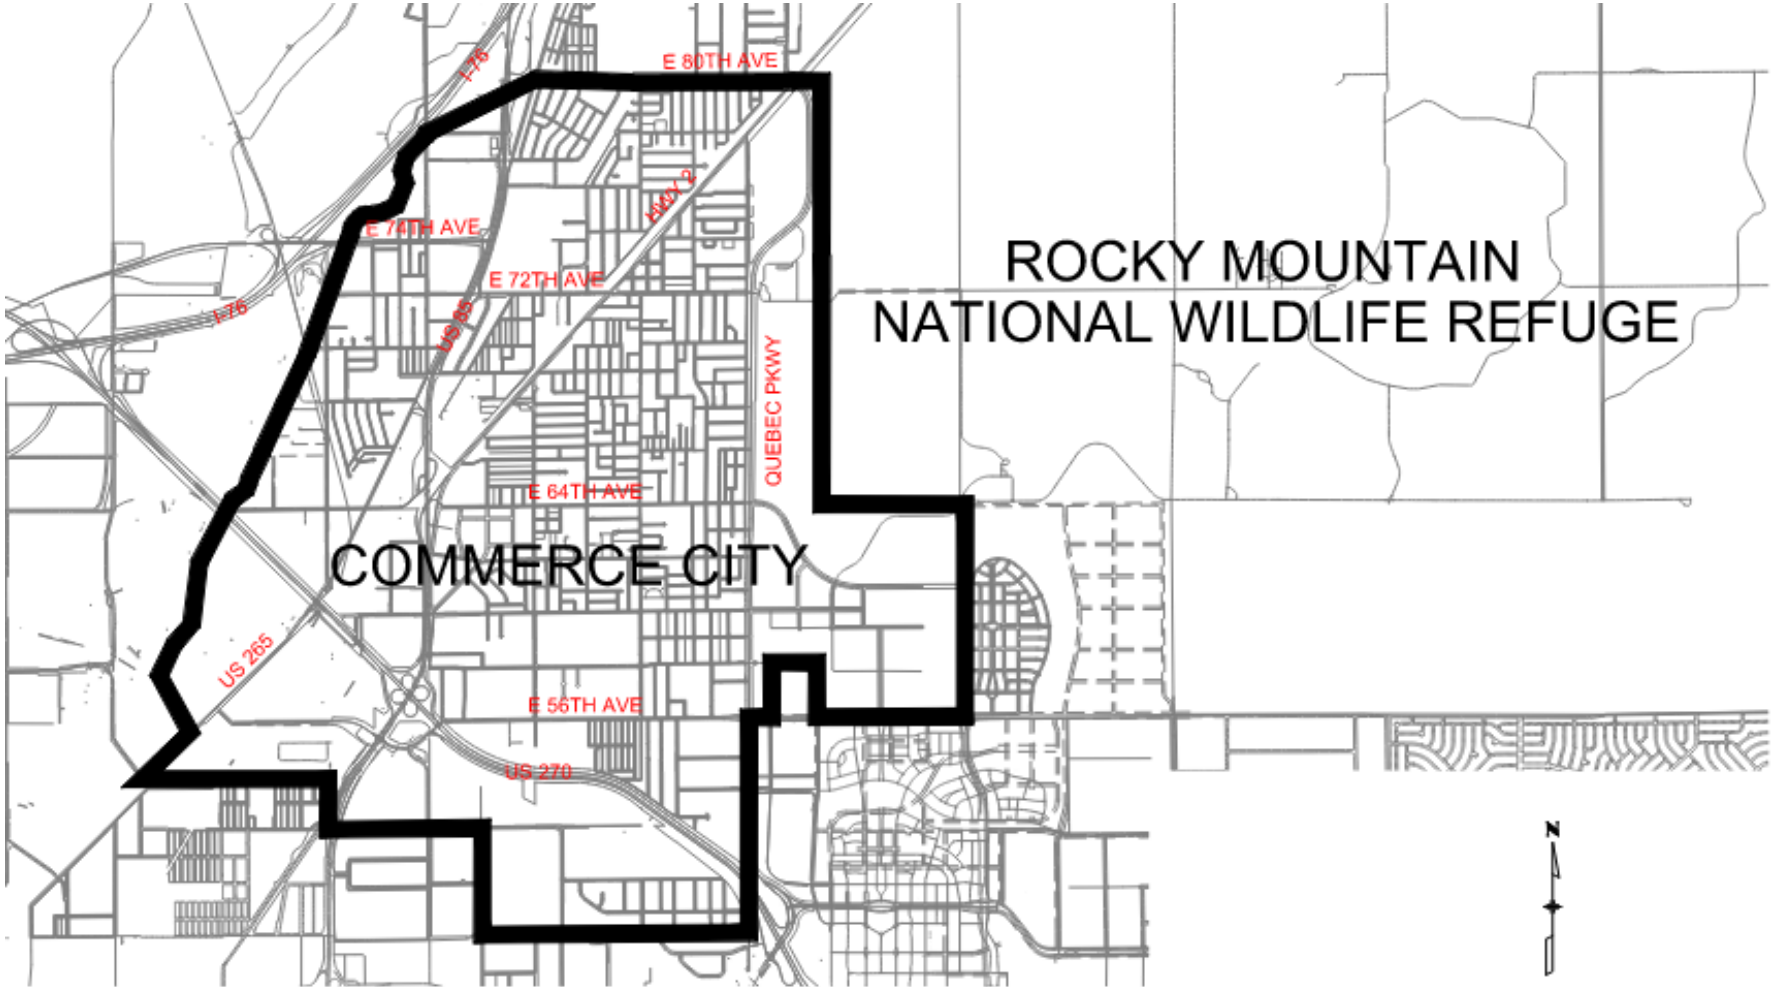 I-76
E 80TH AVE
HWY 2
E 74TH AVE
ROCKY MOUNTAIN
NATIONAL WILDLIFE REFUGE
E 72TH AVE
I-76
US 85
QUEBEC PKWY
E 64TH AVE
COMMERCE CITY
US 265
E 56TH AVE
US 270
N